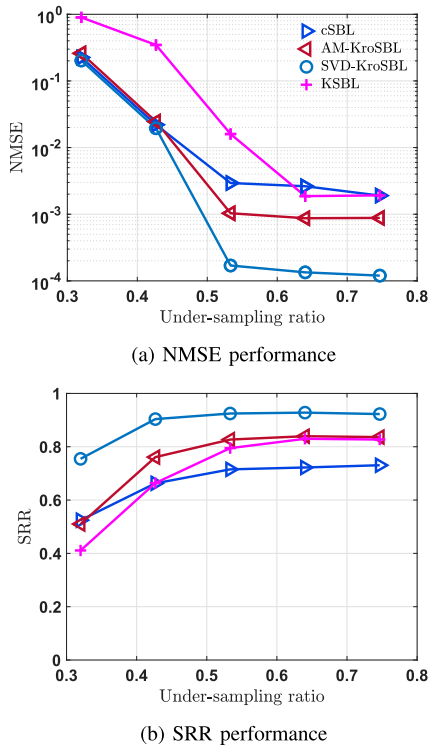 10^0
10^-1
10^-2
10^-3
10^-4
NMSE
cSBL
AM-KroSBL
SVD-KroSBL
KSBL
0.3 0.4 0.5 0.6 0.7 0.8
Under-sampling ratio
(a) NMSE performance
1
0.8
0.6
0.4
0.2
0
SRR
0.3 0.4 0.5 0.6 0.7 0.8
Under-sampling ratio
(b) SRR performance